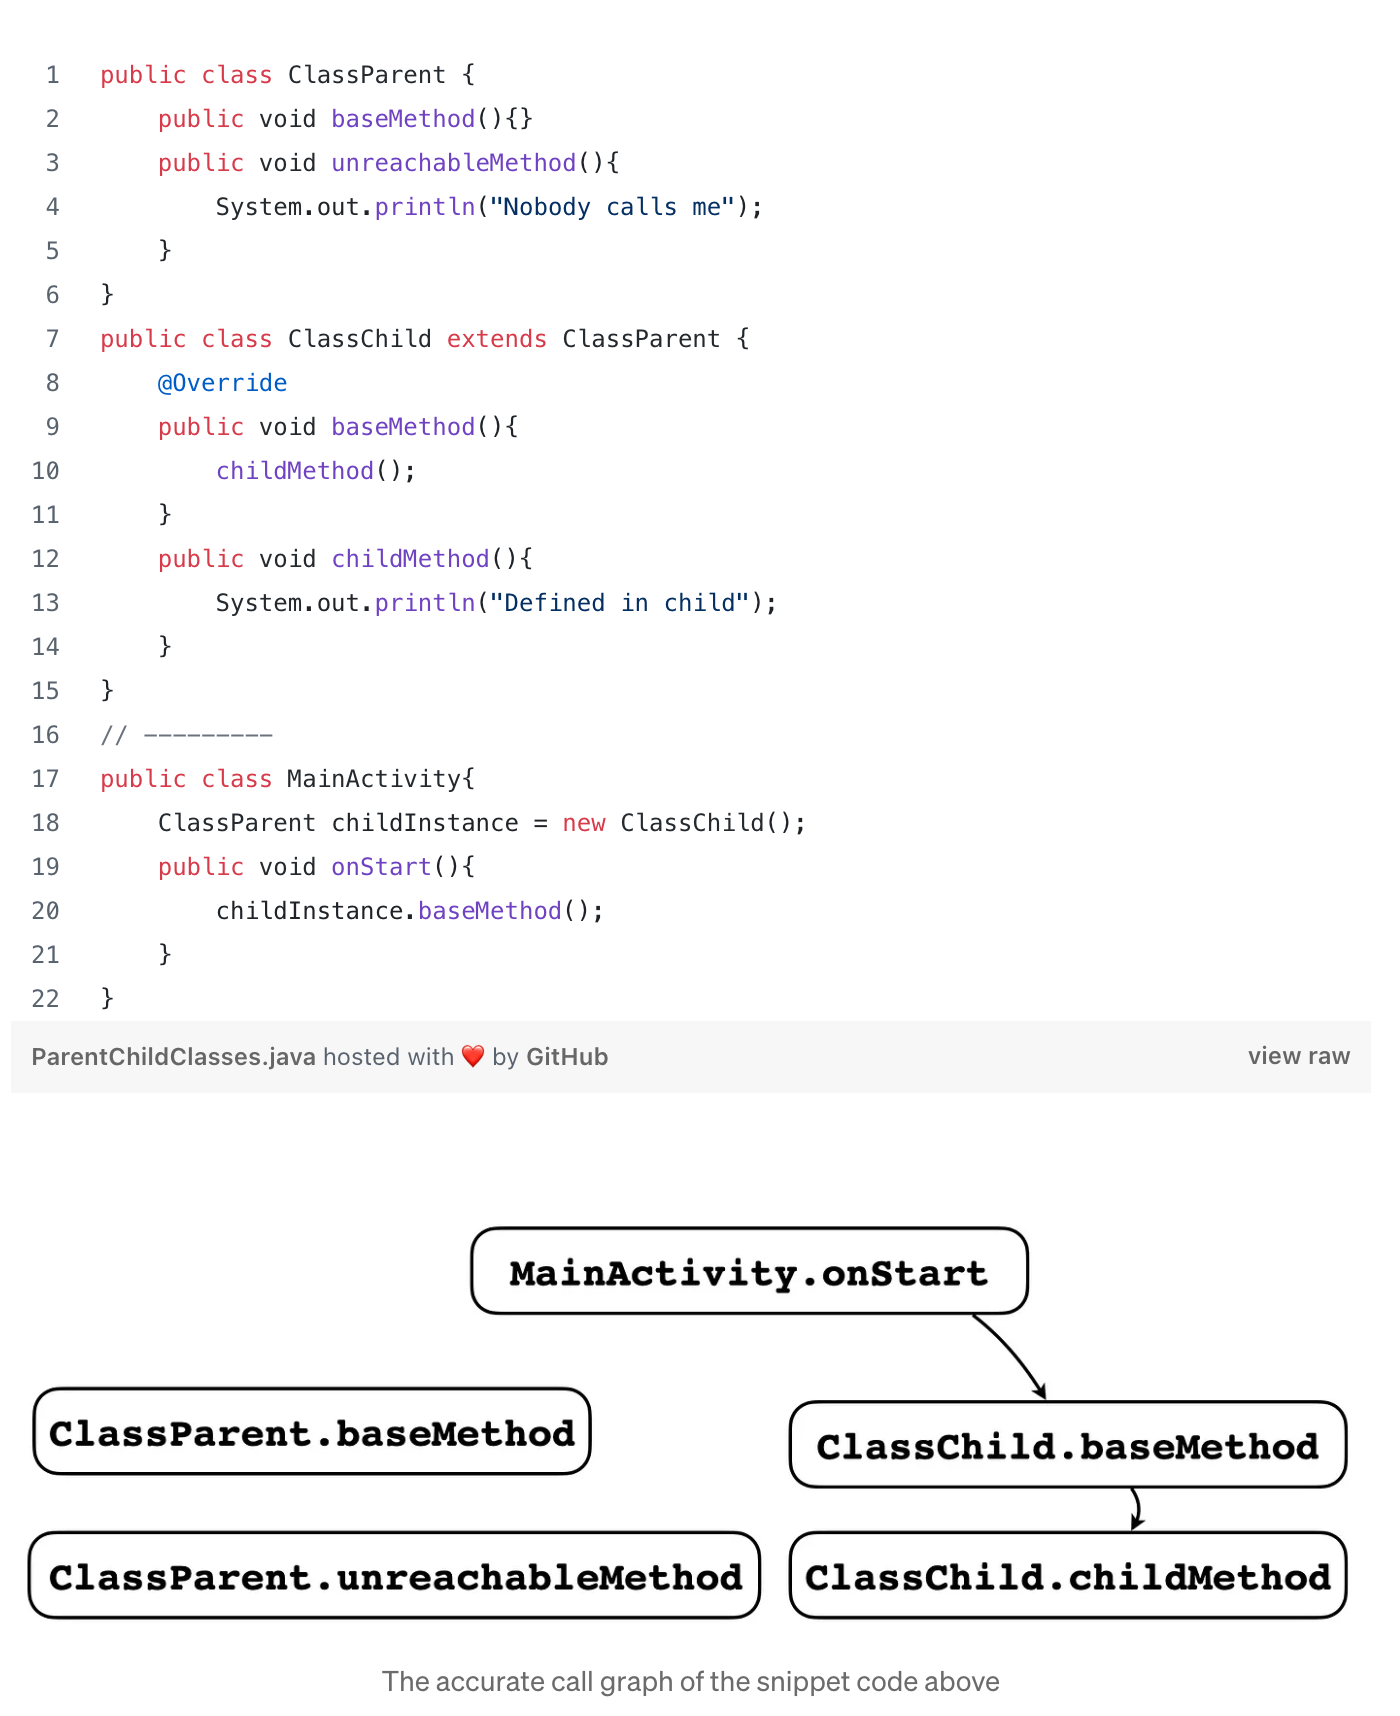 1 public class ClassParent {
2 public void baseMethod(){}
3 public void unreachableMethod(){
4 System.out.println("Nobody calls me");
5 }
6 }
7 public class ClassChild extends ClassParent {
8 @Override
9 public void baseMethod(){
10 childMethod();
11 }
12 public void childMethod(){
13 System.out.println("Defined in child");
14 }
15 }
16 // −−−−−−−−−
17 public class MainActivity{
18 ClassParent childInstance = new ClassChild();
19 public void onStart(){
20 childInstance.baseMethod();
21 }
22 }
ParentChildClasses.java hosted with ❤️ by GitHub view raw
MainActivity.onStart
ClassParent.baseMethod
ClassChild.baseMethod
ClassParent.unreachableMethod
ClassChild.childMethod
The accurate call graph of the snippet code above